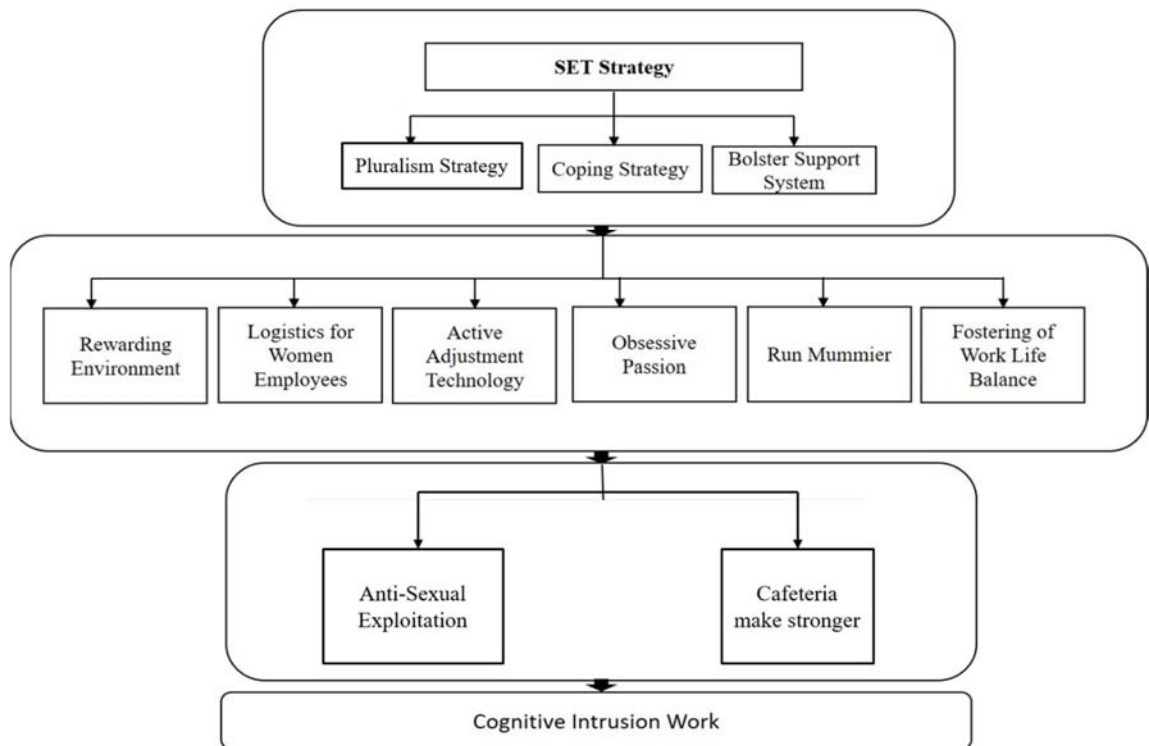 SET Strategy
Pluralism Strategy
Coping Strategy
Bolster Support
System
Rewarding
Environment
Logistics for
Women
Employees
Active
Adjustment
Technology
Obsessive
Passion
Run Mummier
Fostering of
Work Life
Balance
Anti-Sexual
Exploitation
Cafeteria
make stronger
Cognitive Intrusion Work